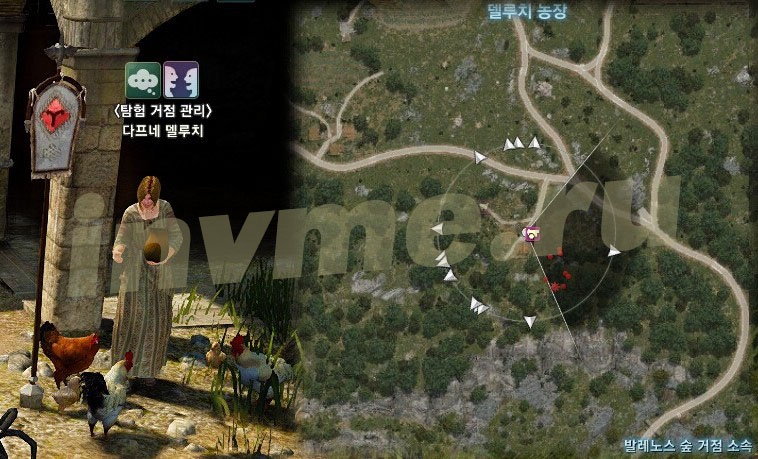 <탐험 거점 관리>
다프네 델루치
델루치 농장
invme.ru
발레노스 숲 거점 소속